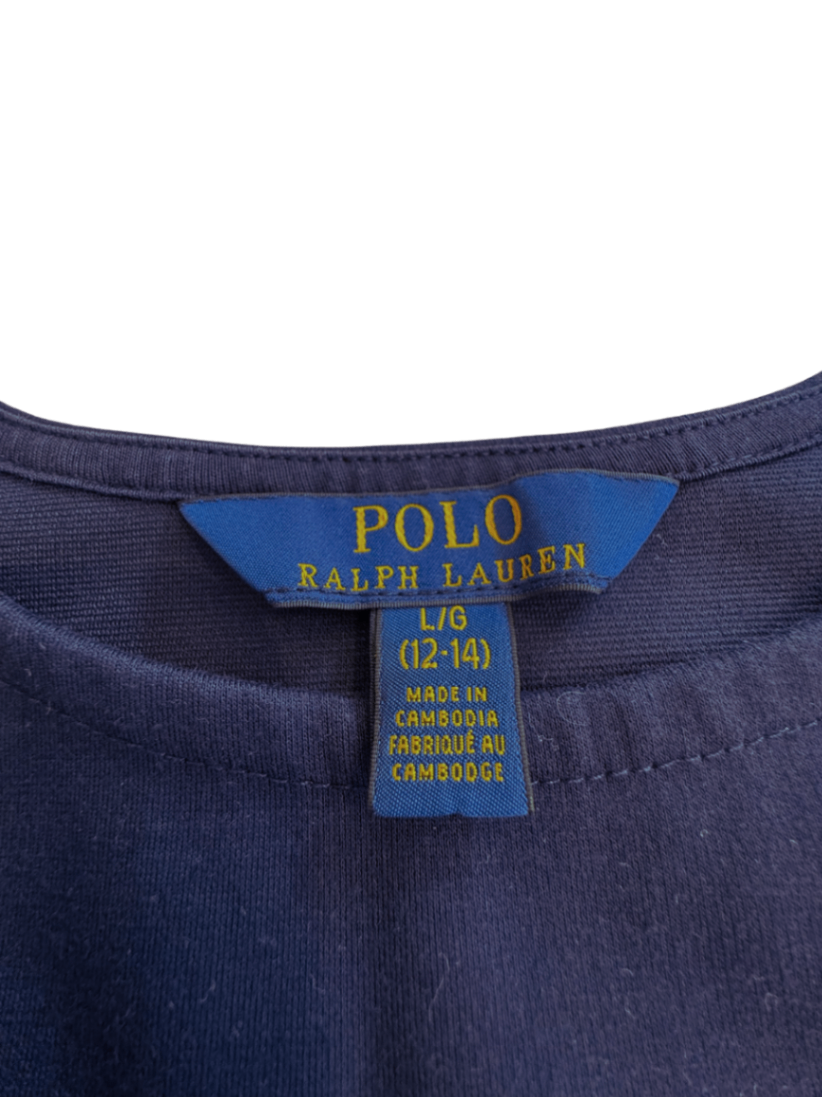 POLO
RALPH LAUREN
L/G
(12-14)
MADE IN
CAMBODIA
FABRIQUÉ AU
CAMBODGE